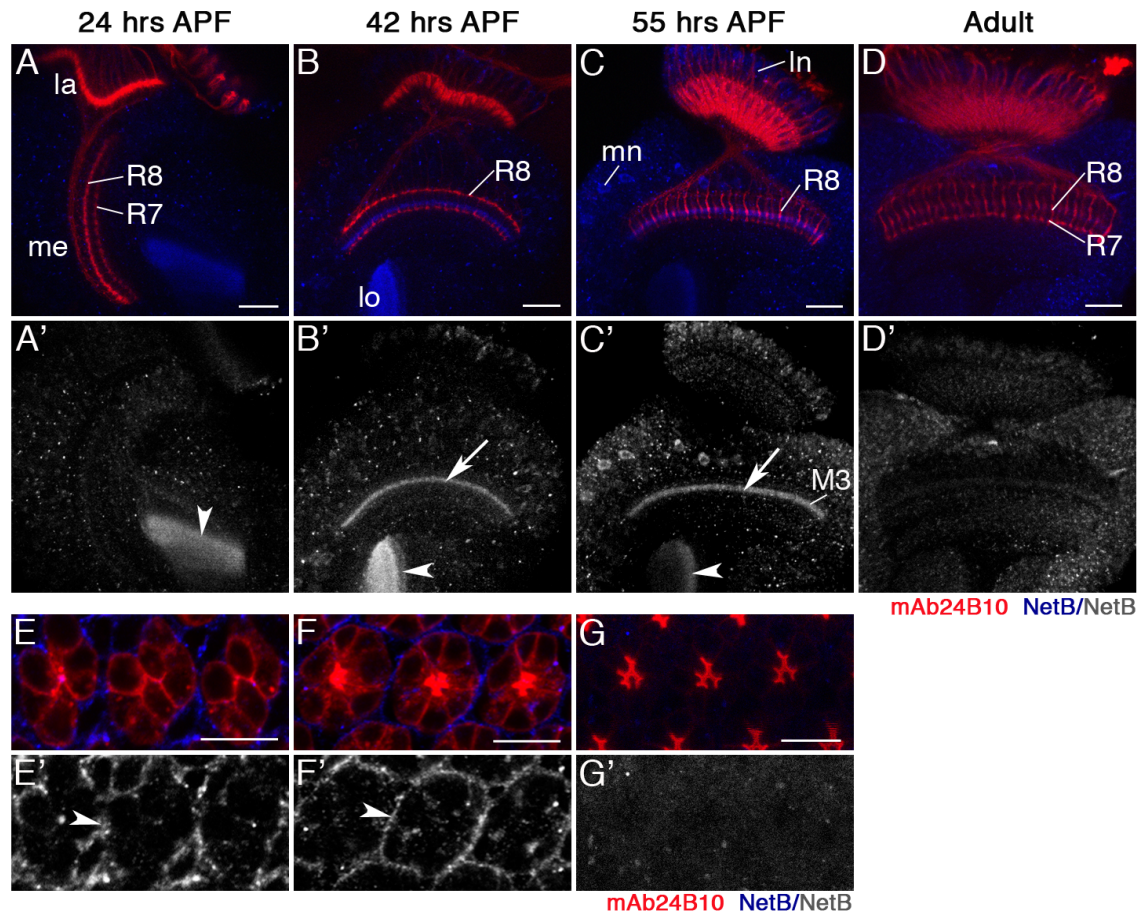 24 hrs APF 42 hrs APF 55 hrs APF Adult
A
la
R8
R7
me
B
R8
lo
C
ln
mn
R8
D
R8
R7
A'
B'
C'
M3
D'
mAb24B10 NetB/NetB
E
F
G
E'
F'
G'
mAb24B10 NetB/NetB